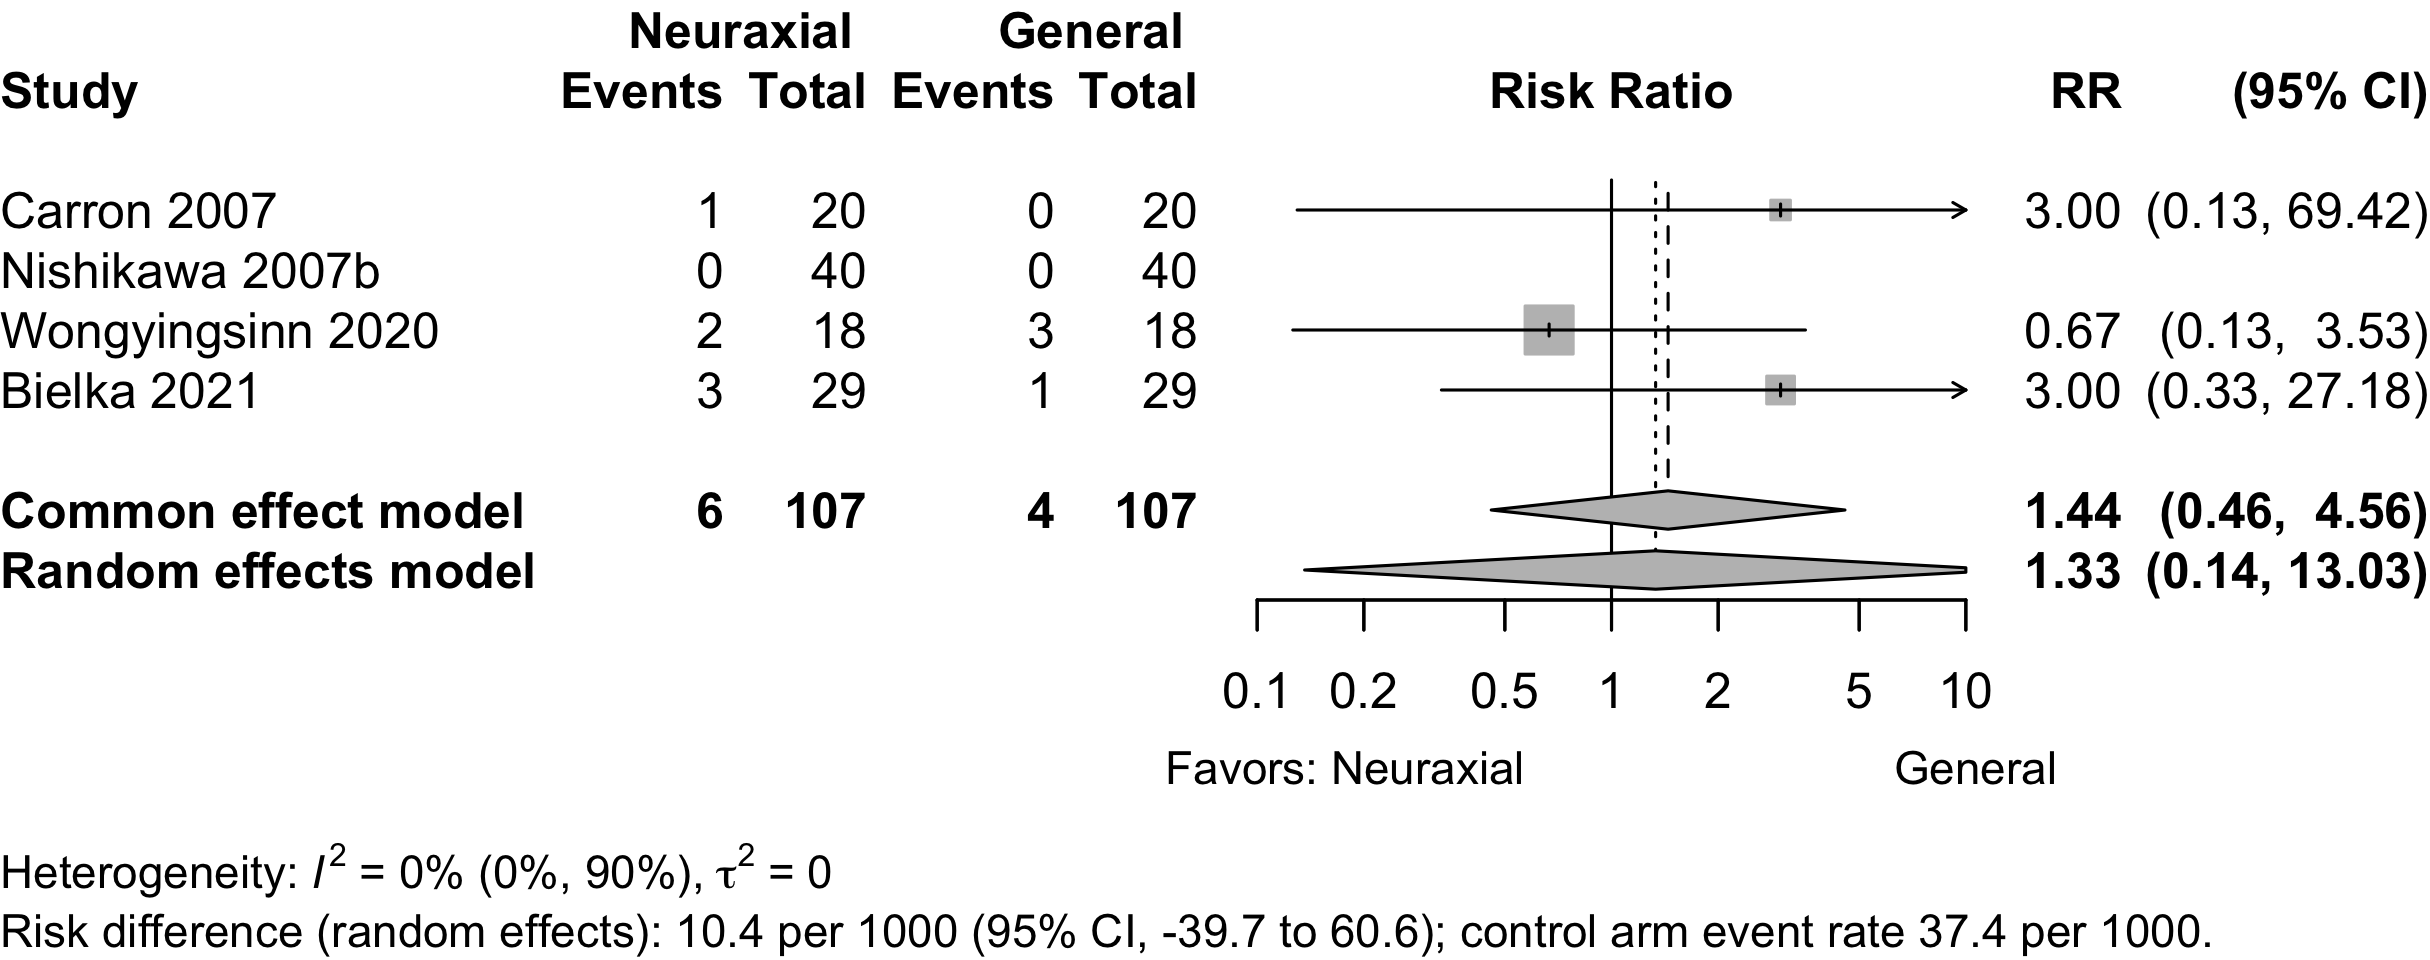 Neuraxial General
Study Events Total Events Total Risk Ratio RR (95% CI)
Carron 2007 1 20 0 20 3.00 (0.13, 69.42)
Nishikawa 2007b 0 40 0 40
Wongyingsinn 2020 2 18 3 18 0.67 (0.13, 3.53)
Bielka 2021 3 29 1 29 3.00 (0.33, 27.18)
Common effect model 6 107 4 107 1.44 (0.46, 4.56)
Random effects model 1.33 (0.14, 13.03)
0.1 0.2 0.5 1 2 5 10
Favors: Neuraxial General
Heterogeneity: I² = 0% (0%, 90%), τ² = 0
Risk difference (random effects): 10.4 per 1000 (95% CI, -39.7 to 60.6); control arm event rate 37.4 per 1000.